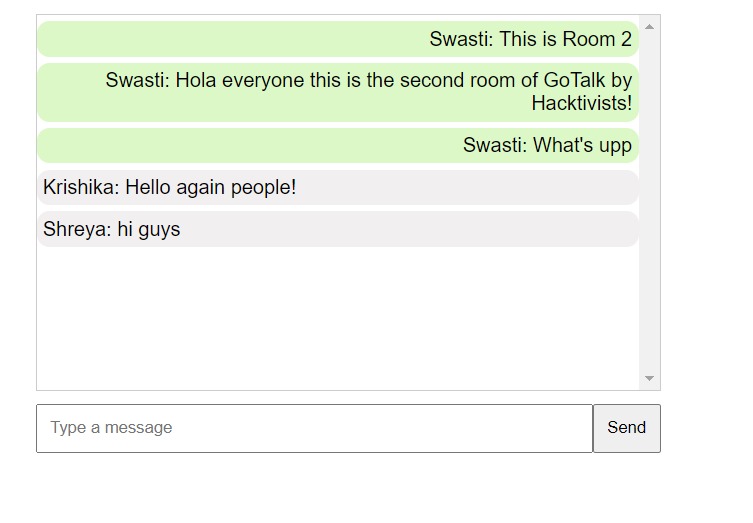 Swasti: This is Room 2
Swasti: Hola everyone this is the second room of GoTalk by
Hacktivists!
Swasti: What's upp
Krishika: Hello again people!
Shreya: hi guys
Type a message
Send